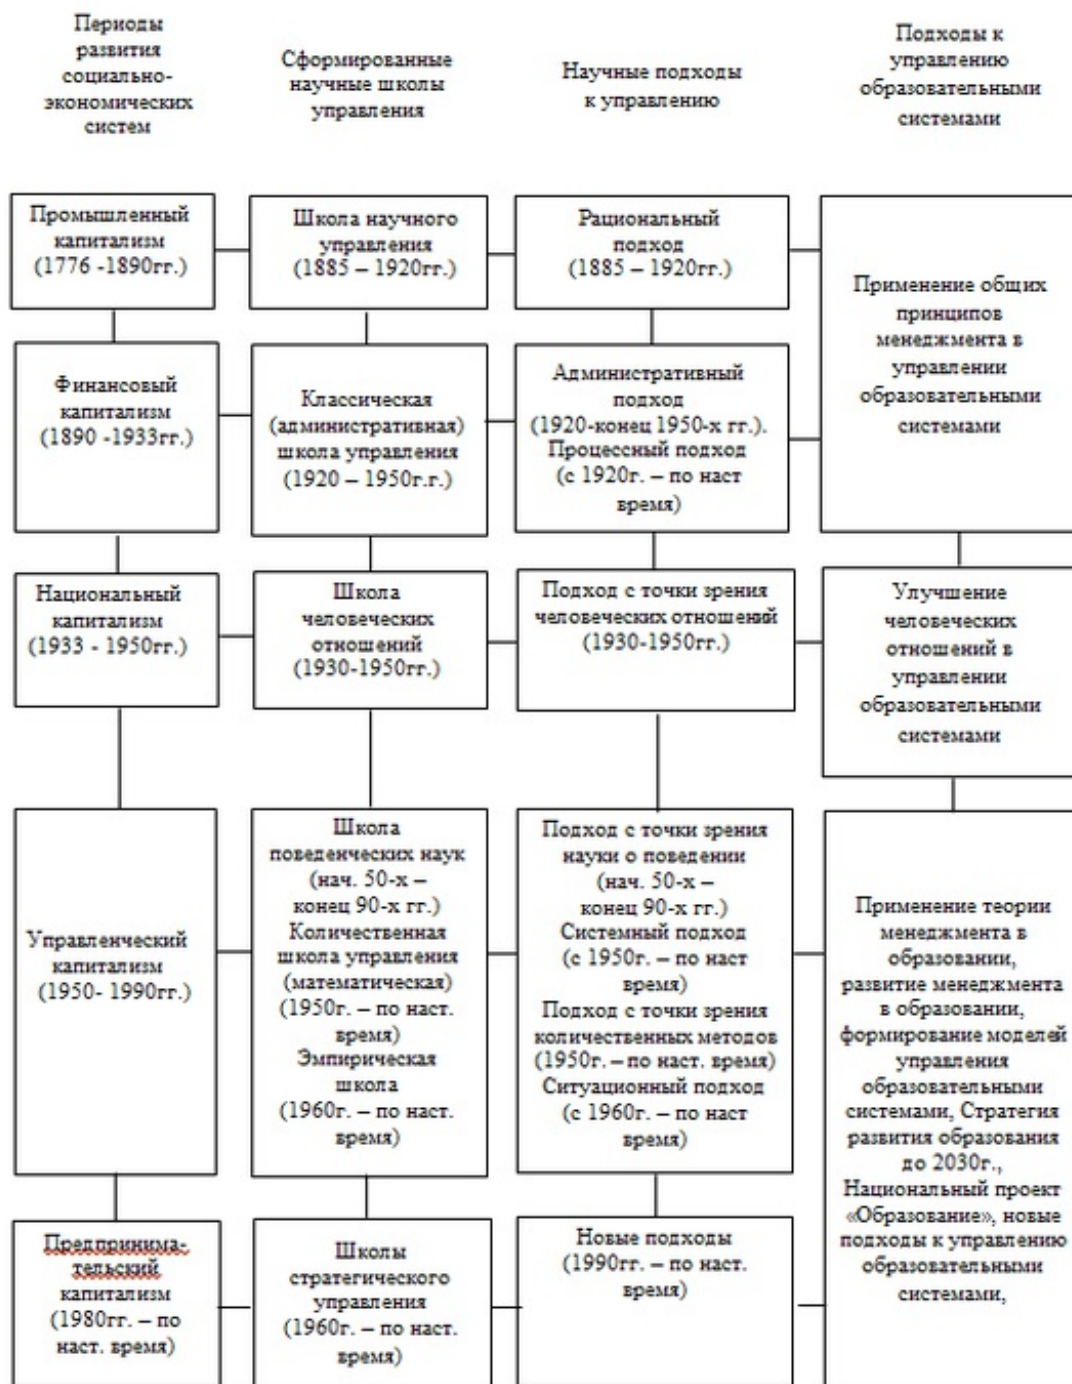 Периоды
развития
социально-
экономических
систем
Сформированные
научные школы
управления
Научные подходы
к управлению
Подходы к
управлению
образовательными
системами
Промышленный
капитализм
(1776 -1890гг.)
Школа научного
управления
(1885 – 1920гг.)
Рациональный
подход
(1885 – 1920гг.)
Применение общих
принципов
менеджмента в
управлении
образовательными
системами
Финансовый
капитализм
(1890 -1933гг.)
Классическая
(административная)
школа управления
(1920 – 1950г.г.)
Административный
подход
(1920-конец 1950-х гг.).
Процессный подход
(с 1920г. – по наст
время)
Национальный
капитализм
(1933 - 1950гг.)
Школа
человеческих
отношений
(1930-1950гг.)
Подход с точки зрения
человеческих отношений
(1930-1950гг.)
Улучшение
человеческих
отношений в
управлении
образовательными
системами
Управленческий
капитализм
(1950- 1990гг.)
Школа
поведенческих наук
(нач. 50-х –
конец 90-х гг.)
Количественная
школа управления
(математическая)
(1950г. – по наст.
время)
Эмпирическая
школа
(1960г. – по наст.
время)
Подход с точки зрения
науки о поведении
(нач. 50-х –
конец 90-х гг.)
Системный подход
(с 1950г. – по наст
время)
Подход с точки зрения
количественных методов
(1950г. – по наст. время)
Ситуационный подход
(с 1960г. – по наст
время)
Применение теории
менеджмента в
образовании,
развитие менеджмента
в образовании,
формирование моделей
управления
образовательными
системами, Стратегия
развития образования
до 2030г.,
Национальный проект
«Образование», новые
подходы к управлению
образовательными
системами,
Предпринима-
тельский
капитализм
(1980гг. – по
наст. время)
Школы
стратегического
управления
(1960г. – по наст.
время)
Новые подходы
(1990гг. – по наст.
время)